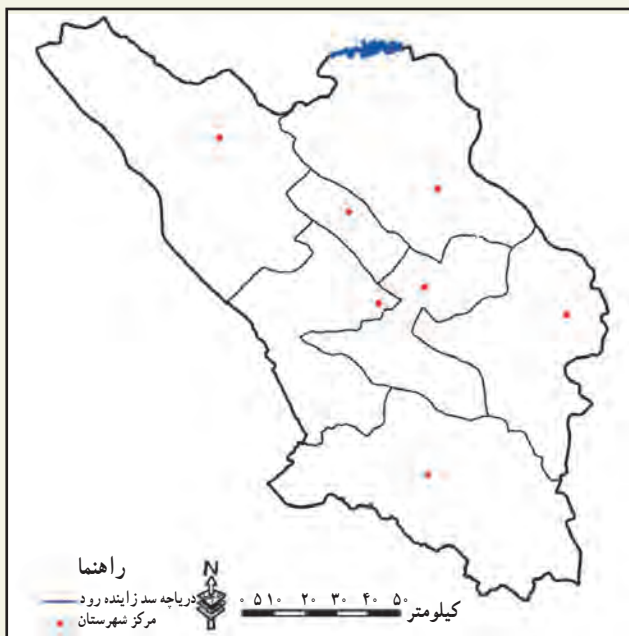 راهنما
دریاچه سد زاینده رود
مرکز شهرستان
N
۰ ۵ ۱۰ ۲۰ ۳۰ ۴۰ ۵۰
کیلومتر